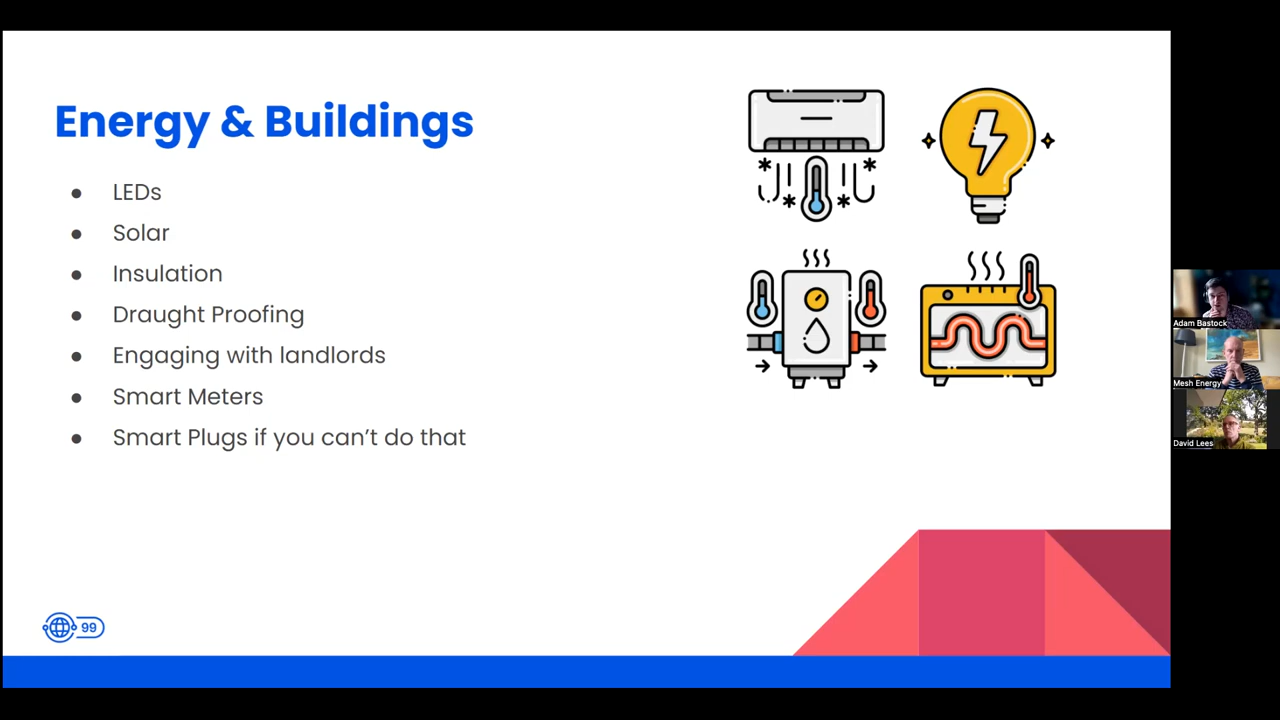 Energy & Buildings
● LEDs
● Solar
● Insulation
● Draught Proofing
● Engaging with landlords
● Smart Meters
● Smart Plugs if you can’t do that
99
Adam Bastock
Mesh Energy
David Lees